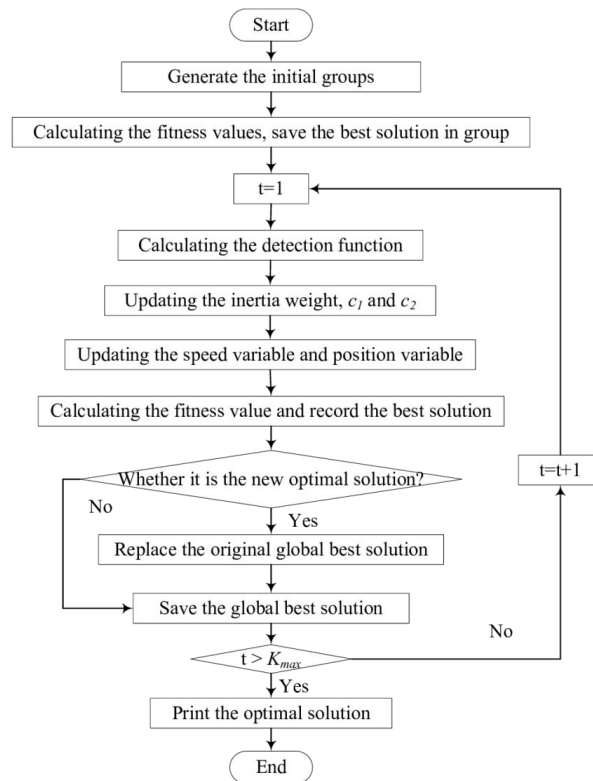 Start
Generate the initial groups
Calculating the fitness values, save the best solution in group
t=1
Calculating the detection function
Updating the inertia weight, c₁ and c₂
Updating the speed variable and position variable
Calculating the fitness value and record the best solution
Whether it is the new optimal solution?
t=t+1
No
Yes
Replace the original global best solution
Save the global best solution
No
t > Kmax
Yes
Print the optimal solution
End